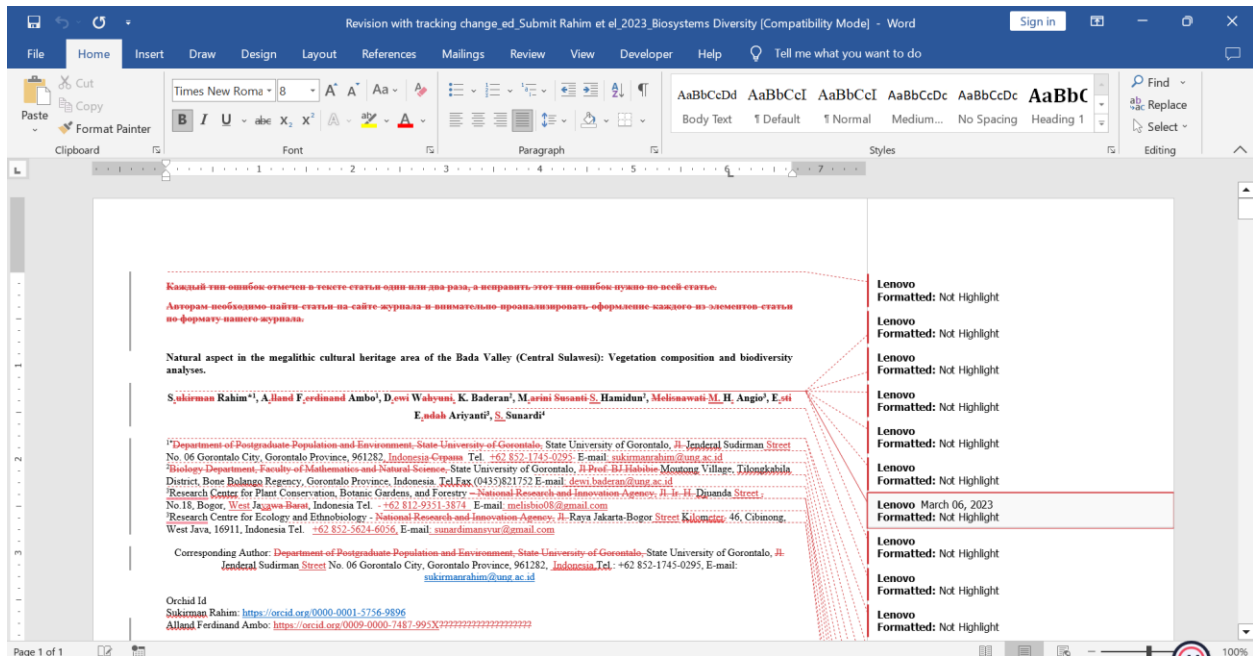 Revision with tracking change_ed_Submit Rahim et el_2023_Biosystems Diversity [Compatibility Mode] - Word
Sign in
File Home Insert Draw Design Layout References Mailings Review View Developer Help Tell me what you want to do
Paste
Cut
Copy
Format Painter
Clipboard
Times New Roma 8
Font
Paragraph
AaBbCcDd AaBbCcI AaBbCcI AaBbCcDc AaBbCcDc AaBbC
Body Text ¶ Default ¶ Normal Medium... No Spacing Heading 1
Styles
Find
Replace
Select
Editing
1 2 3 4 5 6 7
Каждый тип ошибок отмечен в тексте статьи один или два раза, а исправить этот тип ошибок нужно по всей статье.
Авторам необходимо найти статьи на сайте журнала и внимательно проанализировать оформление каждого из элементов статьи
по формату нашего журнала.
Natural aspect in the megalithic cultural heritage area of the Bada Valley (Central Sulawesi): Vegetation composition and biodiversity
analyses.
S.ukirman Rahim*1, A.lland F.erdinand Ambo1, D.ewi Wahyuni, K. Baderan2, M.arini Susanti S. Hamidun2, Melisnawati M. H. Angio3, E.sti
E.ndah Ariyanti3, S. Sunardi4
1*Department of Postgraduate Population and Environment, State University of Gorontalo, State University of Gorontalo, Jl. Jenderal Sudirman Street
No. 06 Gorontalo City, Gorontalo Province, 961282, Indonesia Страна Tel. +62 852-1745-0295 E-mail: sukirmanrahim@ung.ac.id
2Biology Department, Faculty of Mathematics and Natural Science, State University of Gorontalo, Jl Prof. BJ Habibie Moutong Village, Tilongkabila
District, Bone Bolango Regency, Gorontalo Province, Indonesia. Tel.Fax (0435)821752 E-mail: dewi.baderan@ung.ac.id
3Research Center for Plant Conservation, Botanic Gardens, and Forestry – National Research and Innovation Agency, Jl. Ir. H. Djuanda Street ,
No.18, Bogor, West Javawa Barat, Indonesia Tel. - +62 812-9351-3874 E-mail: melisbio08@gmail.com
3Research Centre for Ecology and Ethnobiology - National Research and Innovation Agency, Jl. Raya Jakarta-Bogor Street Kilometer. 46, Cibinong,
West Java, 16911, Indonesia Tel. +62 852-5624-6056, E-mail: sunardimansyur@gmail.com
Corresponding Author: Department of Postgraduate Population and Environment, State University of Gorontalo, State University of Gorontalo, Jl.
Jenderal Sudirman Street No. 06 Gorontalo City, Gorontalo Province, 961282, Indonesia,Tel.: +62 852-1745-0295, E-mail:
sukirmanrahim@ung.ac.id
Orchid Id
Sukirman Rahim: https://orcid.org/0000-0001-5756-9896
Alland Ferdinand Ambo: https://orcid.org/0009-0000-7487-995X????????????????????
Lenovo
Formatted: Not Highlight
Lenovo
Formatted: Not Highlight
Lenovo
Formatted: Not Highlight
Lenovo
Formatted: Not Highlight
Lenovo
Formatted: Not Highlight
Lenovo
Formatted: Not Highlight
Lenovo March 06, 2023
Formatted: Not Highlight
Lenovo
Formatted: Not Highlight
Lenovo
Formatted: Not Highlight
Lenovo
Formatted: Not Highlight
Page 1 of 1
100%